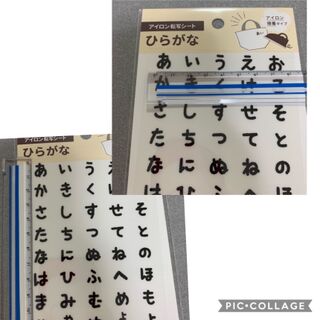 アイロン転写シート
ひらがな
アイロン
接着タイプ
あいうえお
かきくけこ
さしすせそ
たちつてと
なにぬねの
はひふへほ
アイロン転写シート
ひらがな
あいうえ
かきくけ
さしすせそ
たちつてと
なにぬねの
はひふへほ
まみむめも
PIC•COLLAGE